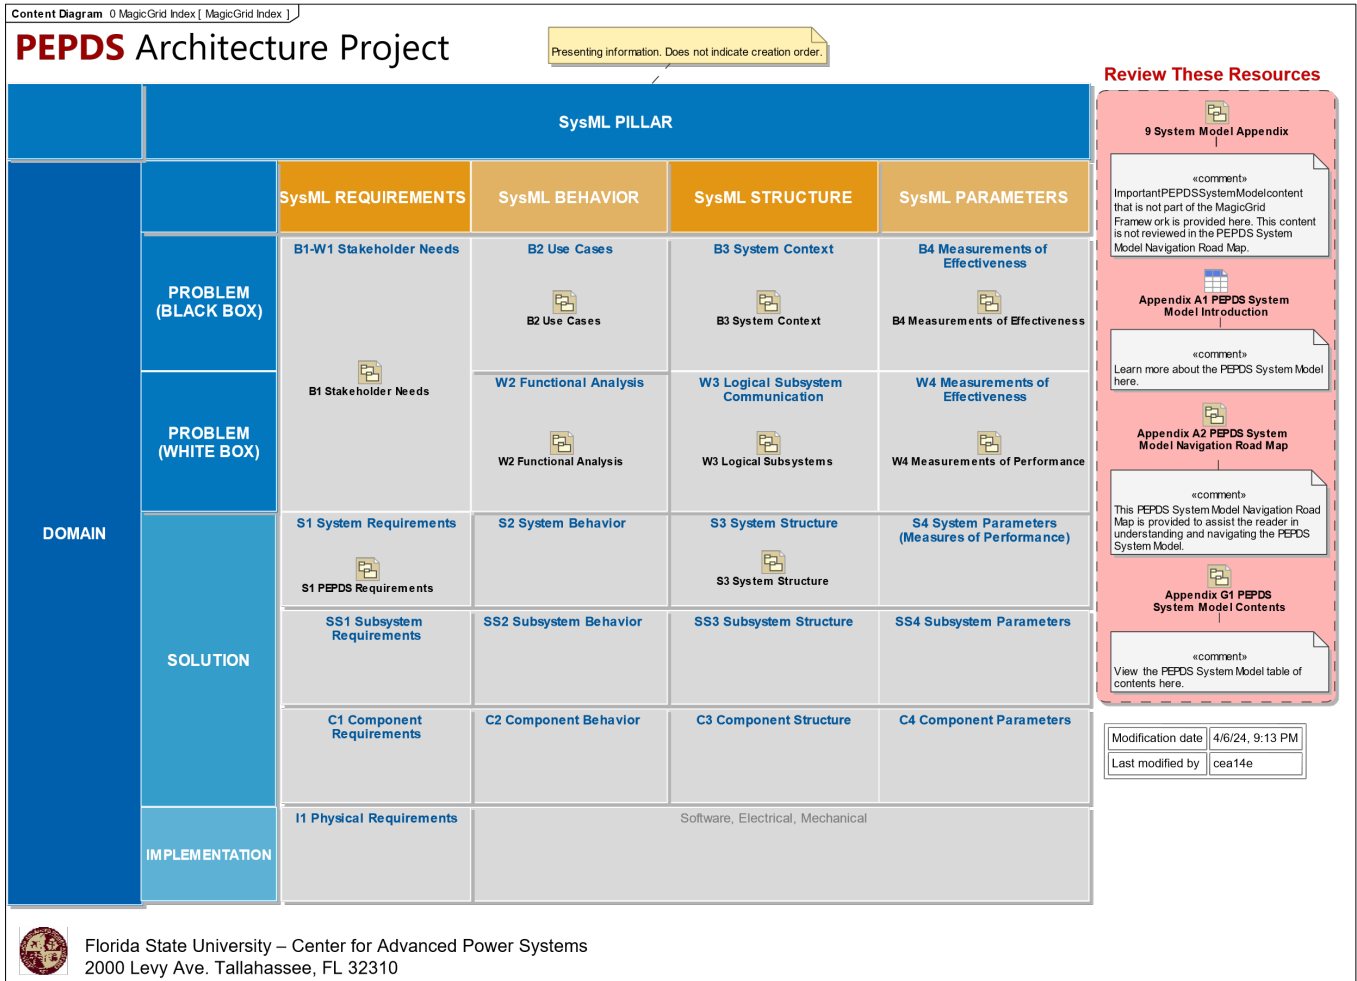 Content Diagram 0 MagicGrid Index [ MagicGrid Index ]
PEPDS Architecture Project
Presenting information. Does not indicate creation order.
Review These Resources
SysML PILLAR
SysML REQUIREMENTS
SysML BEHAVIOR
SysML STRUCTURE
SysML PARAMETERS
DOMAIN
PROBLEM
(BLACK BOX)
B1-W1 Stakeholder Needs
B1 Stakeholder Needs
B2 Use Cases
B2 Use Cases
B3 System Context
B3 System Context
B4 Measurements of
Effectiveness
B4 Measurements of Effectiveness
PROBLEM
(WHITE BOX)
W2 Functional Analysis
W2 Functional Analysis
W3 Logical Subsystem
Communication
W3 Logical Subsystems
W4 Measurements of
Effectiveness
W4 Measurements of Performance
SOLUTION
S1 System Requirements
S1 PEPDS Requirements
S2 System Behavior
S3 System Structure
S3 System Structure
S4 System Parameters
(Measures of Performance)
SS1 Subsystem
Requirements
SS2 Subsystem Behavior
SS3 Subsystem Structure
SS4 Subsystem Parameters
C1 Component
Requirements
C2 Component Behavior
C3 Component Structure
C4 Component Parameters
IMPLEMENTATION
I1 Physical Requirements
Software, Electrical, Mechanical
9 System Model Appendix
«comment»
ImportantPEPDSSystemModelcontent
that is not part of the MagicGrid
Framew ork is provided here. This content
is not reviewed in the PEPDS System
Model Navigation Road Map.
Appendix A1 PEPDS System
Model Introduction
«comment»
Learn more about the PEPDS System Model
here.
Appendix A2 PEPDS System
Model Navigation Road Map
«comment»
This PEPDS System Model Navigation Road
Map is provided to assist the reader in
understanding and navigating the PEPDS
System Model.
Appendix G1 PEPDS
System Model Contents
«comment»
View the PEPDS System Model table of
contents here.
Modification date 4/6/24, 9:13 PM
Last modified by cea14e
Florida State University – Center for Advanced Power Systems
2000 Levy Ave. Tallahassee, FL 32310